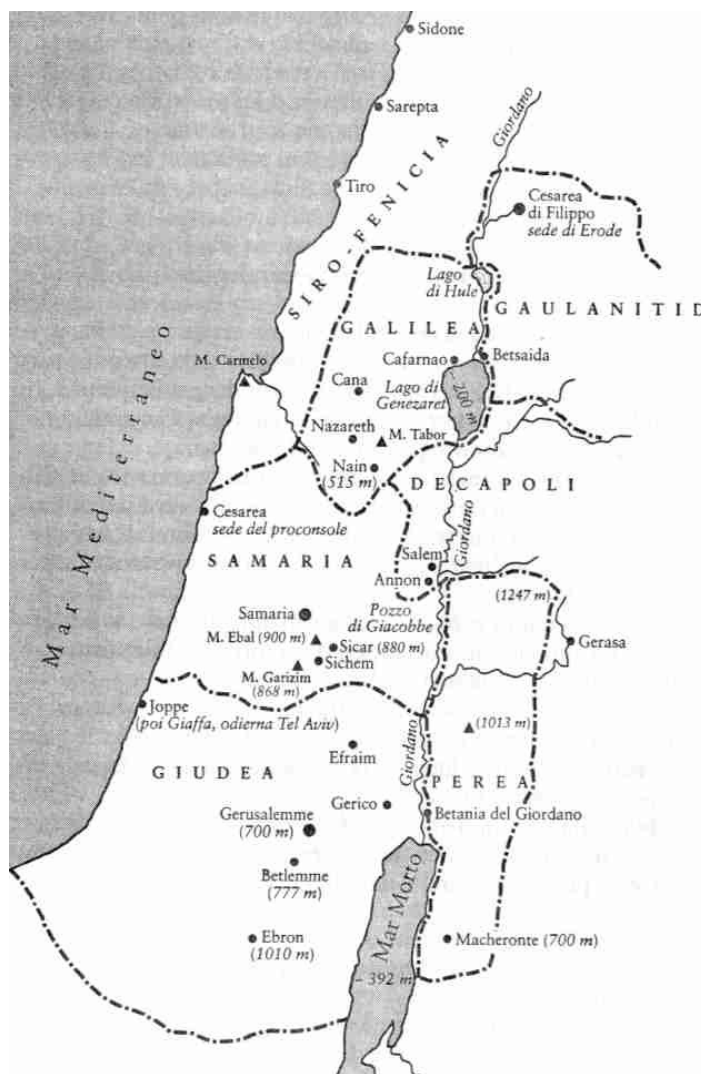 Sidone
Sarepta
Giordano
SIRO-FENICIA
Tiro
Cesarea
di Filippo
sede di Erode
Lago
di Hule
GALILEA
GAULANITID
M. Carmelo
Cafarnao
Betsaida
Cana
Lago di
Genezaret
- 200 m
Nazareth
M. Tabor
Nain
(515 m)
DECAPOLI
Mar Mediterraneo
Cesarea
sede del proconsole
Giordano
SAMARIA
Salem
Annon
(1247 m)
Samaria
Pozzo
di Giacobbe
M. Ebal (900 m)
Sicar (880 m)
Gerasa
Sichem
M. Garizim
(868 m)
Joppe
(poi Giaffa, odierna Tel Aviv)
(1013 m)
Efraim
Giordano
GIUDEA
PEREA
Gerico
Betania del Giordano
Gerusalemme
(700 m)
Betlemme
(777 m)
Mar Morto
Ebron
(1010 m)
Macheronte (700 m)
- 392 m